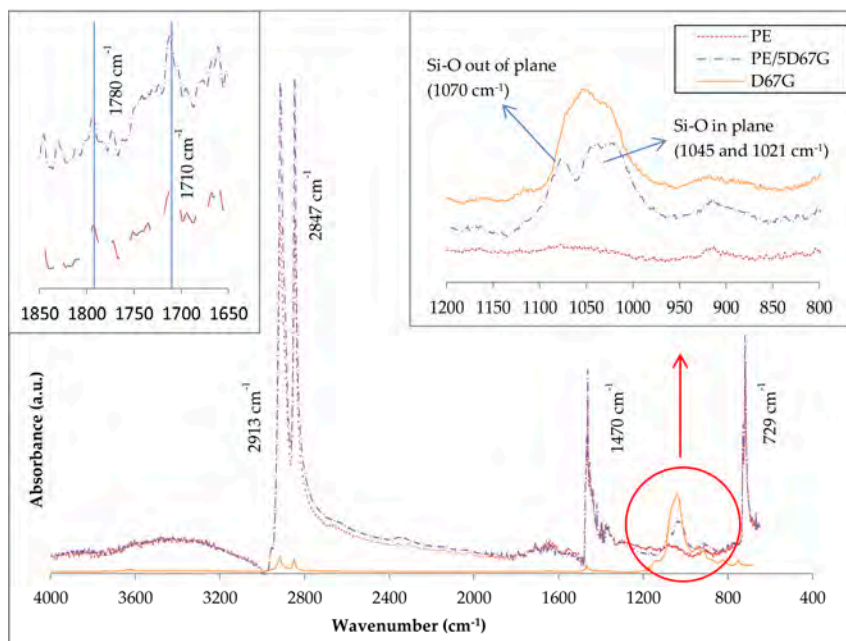 1780 cm⁻¹
1710 cm⁻¹
1850 1800 1750 1700 1650
PE
PE/5D67G
D67G
Si-O out of plane
(1070 cm⁻¹)
Si-O in plane
(1045 and 1021 cm⁻¹)
1200 1100 1050 1000 950 900 850 800
2913 cm⁻¹
2847 cm⁻¹
1470 cm⁻¹
729 cm⁻¹
Absorbance (a.u.)
4000 3600 3200 2800 2400 2000 1600 1200 800 400
Wavenumber (cm⁻¹)